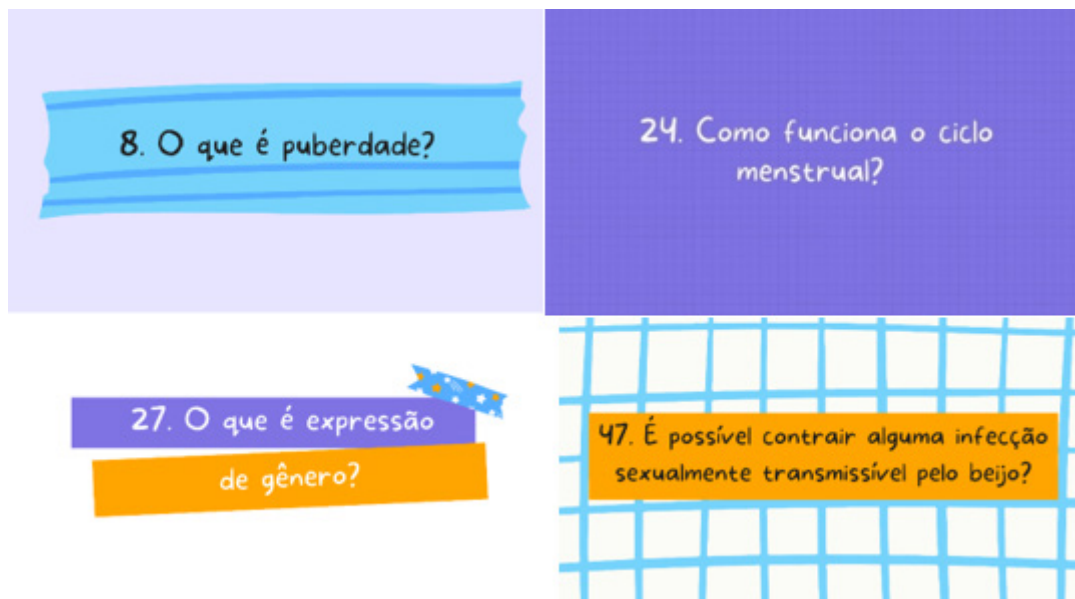 8. O que é puberdade?
24. Como funciona o ciclo
menstrual?
27. O que é expressão
de gênero?
47. É possível contrair alguma infecção
sexualmente transmissível pelo beijo?